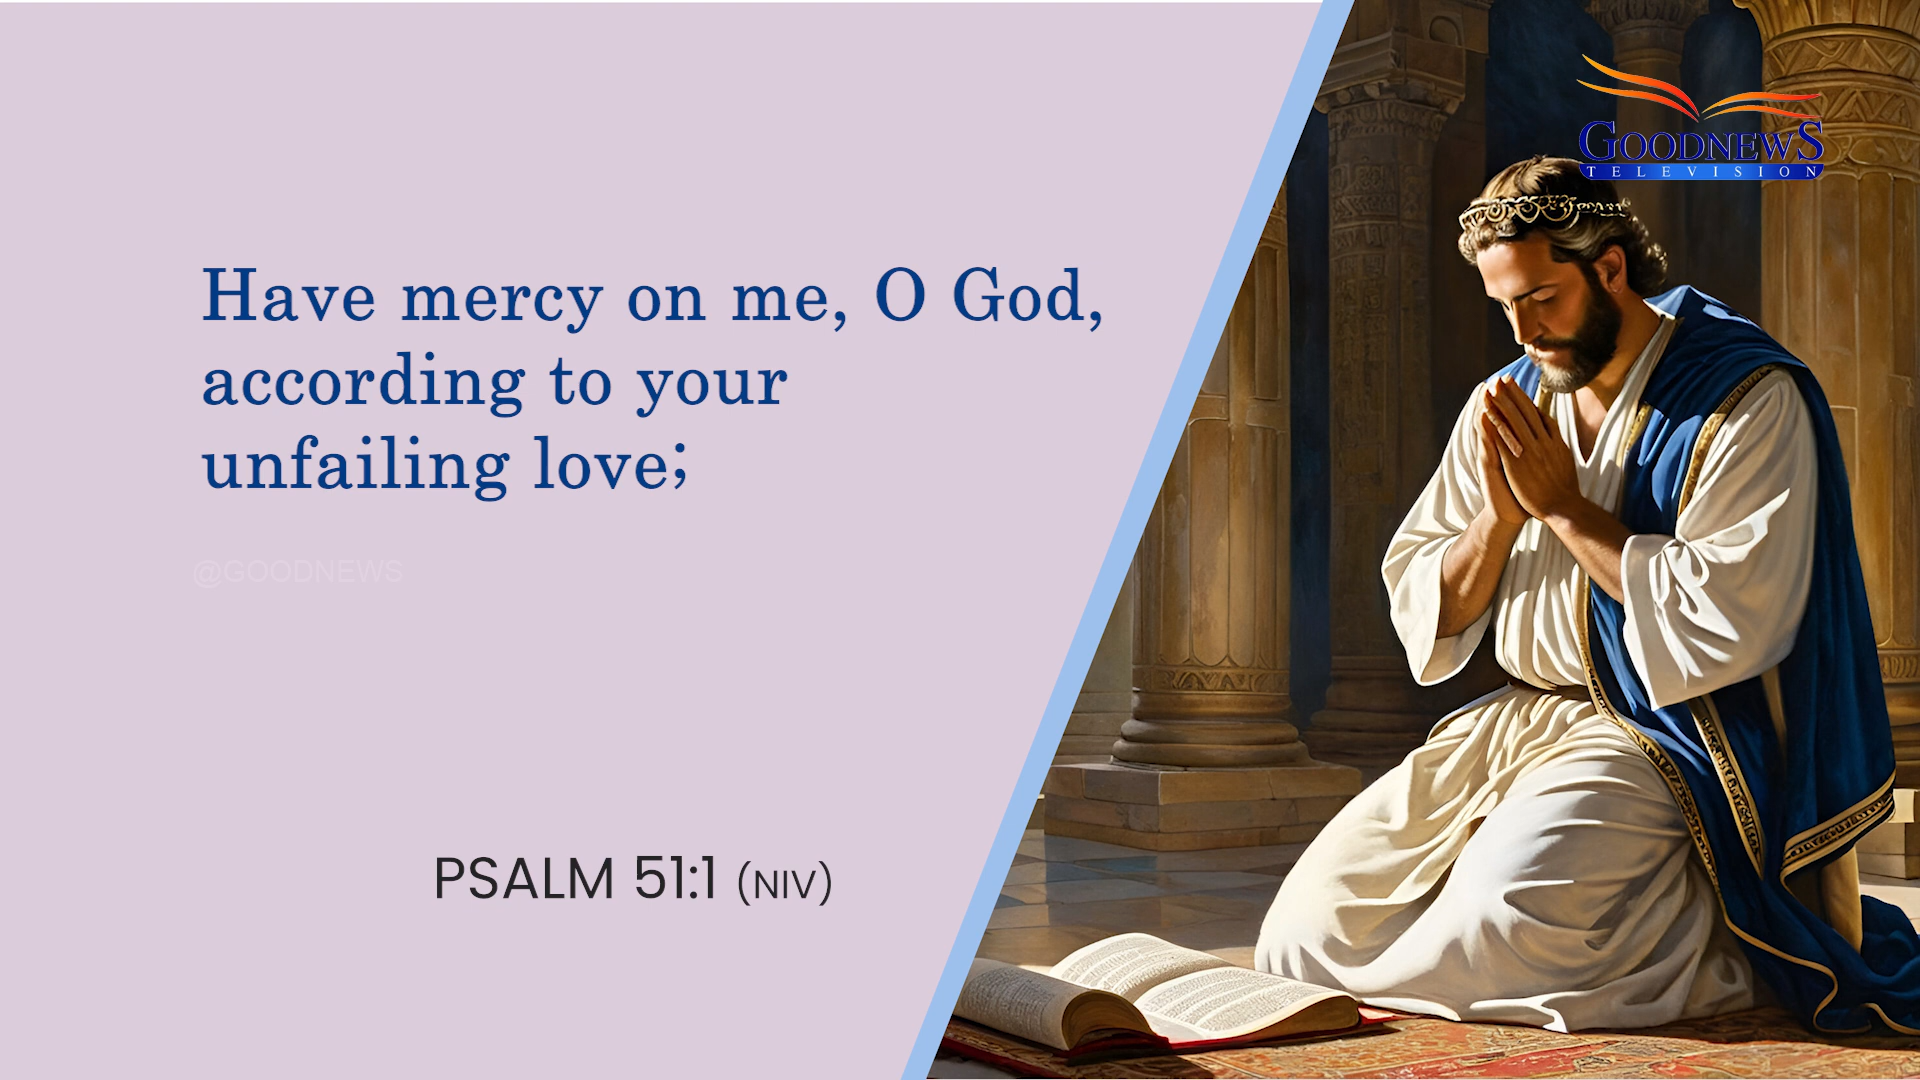 GOODNEWS
TELEVISION
Have mercy on me, O God,
according to your
unfailing love;
@GOODNEWS
PSALM 51:1 (NIV)